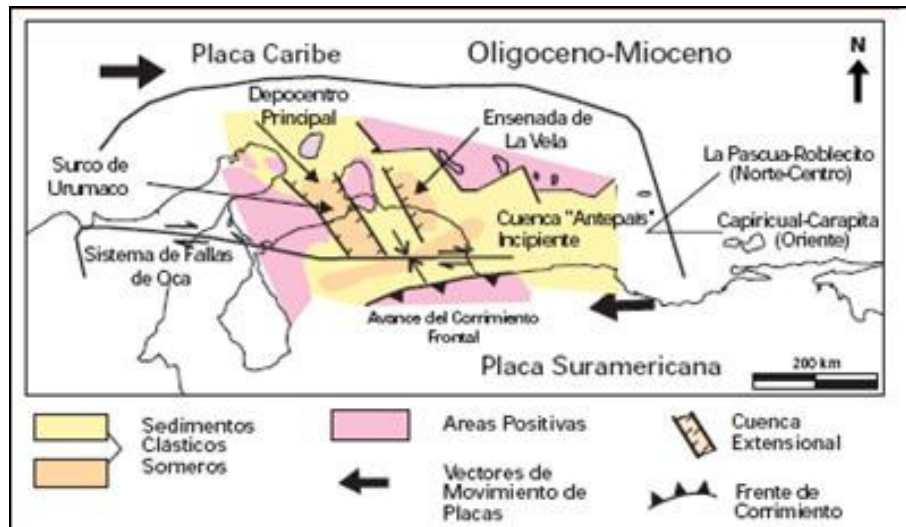 Placa Caribe
Oligoceno-Mioceno
N
Depocentro
Principal
Ensenada de
La Vela
Surco de
Urumaco
La Pascua-Roblecito
(Norte-Centro)
Cuenca "Antepaís"
Incipiente
Capiricual-Carapita
(Oriente)
Sistema de Fallas
de Oca
Avance del Corrimiento
Frontal
Placa Suramericana
200 km
Sedimentos
Clásticos
Someros
Areas Positivas
Cuenca
Extensional
Vectores de
Movimiento de
Placas
Frente de
Corrimiento